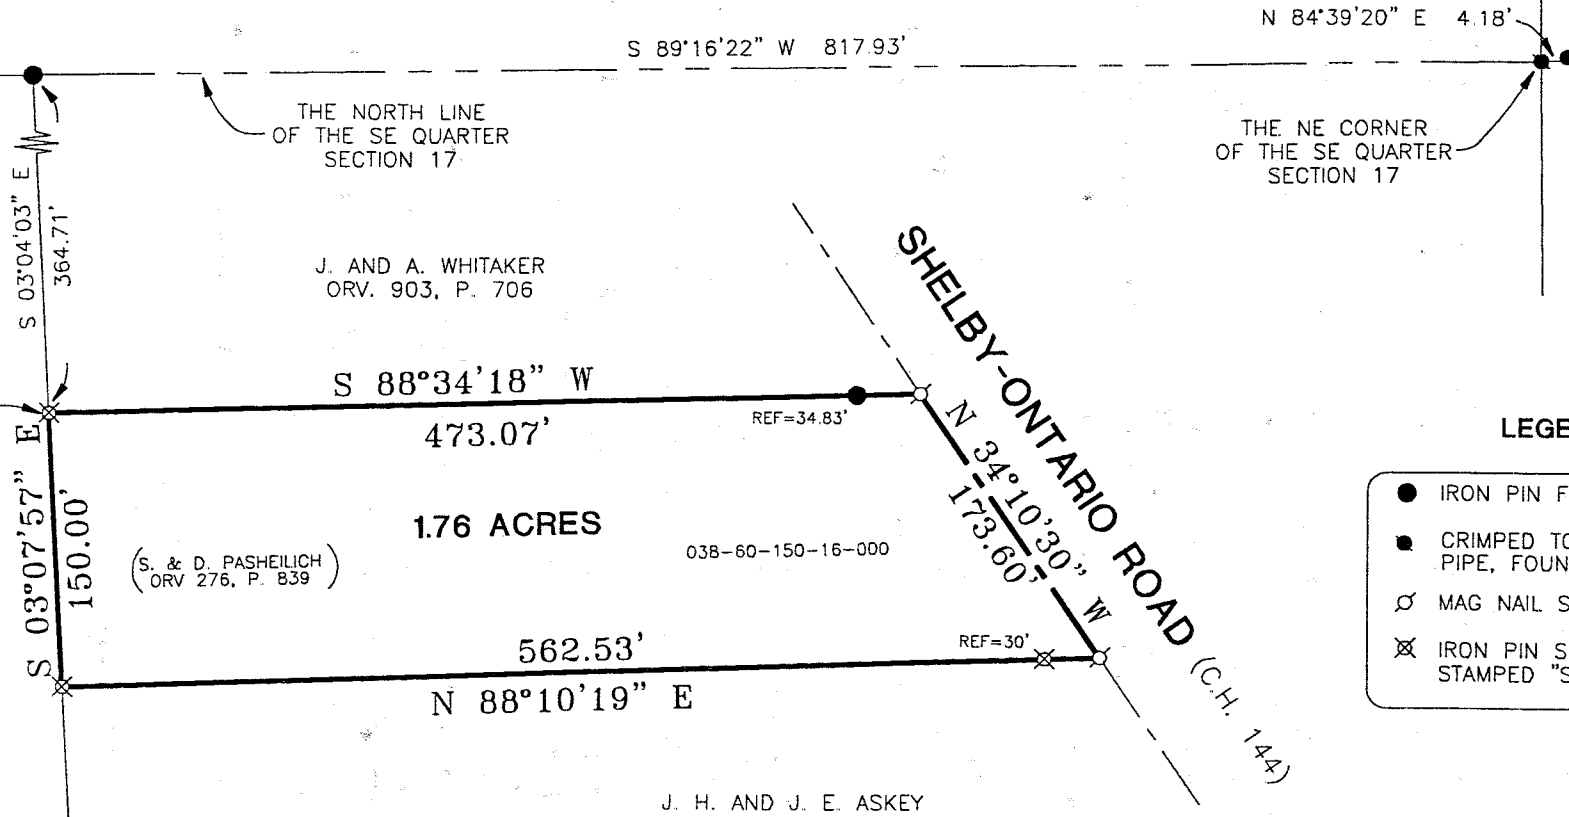 N 84°39'20" E 4.18'
S 89°16'22" W 817.93'
THE NORTH LINE
OF THE SE QUARTER
SECTION 17
THE NE CORNER
OF THE SE QUARTER
SECTION 17
S 03°04'03" E
364.71'
J. AND A. WHITAKER
ORV. 903, P. 706
SHELBY-ONTARIO ROAD (C.H. 144)
S 88°34'18" W
473.07'
REF=34.83'
N 34°10'30" W
173.60'
S 03°07'57" E
150.00'
1.76 ACRES
(S. & D. PASHEILICH
ORV 276, P. 839)
038-60-150-16-000
562.53'
REF=30'
N 88°10'19" E
J. H. AND J. E. ASKEY
LEGE
IRON PIN F
CRIMPED TO
PIPE, FOUN
MAG NAIL S
IRON PIN S
STAMPED "S